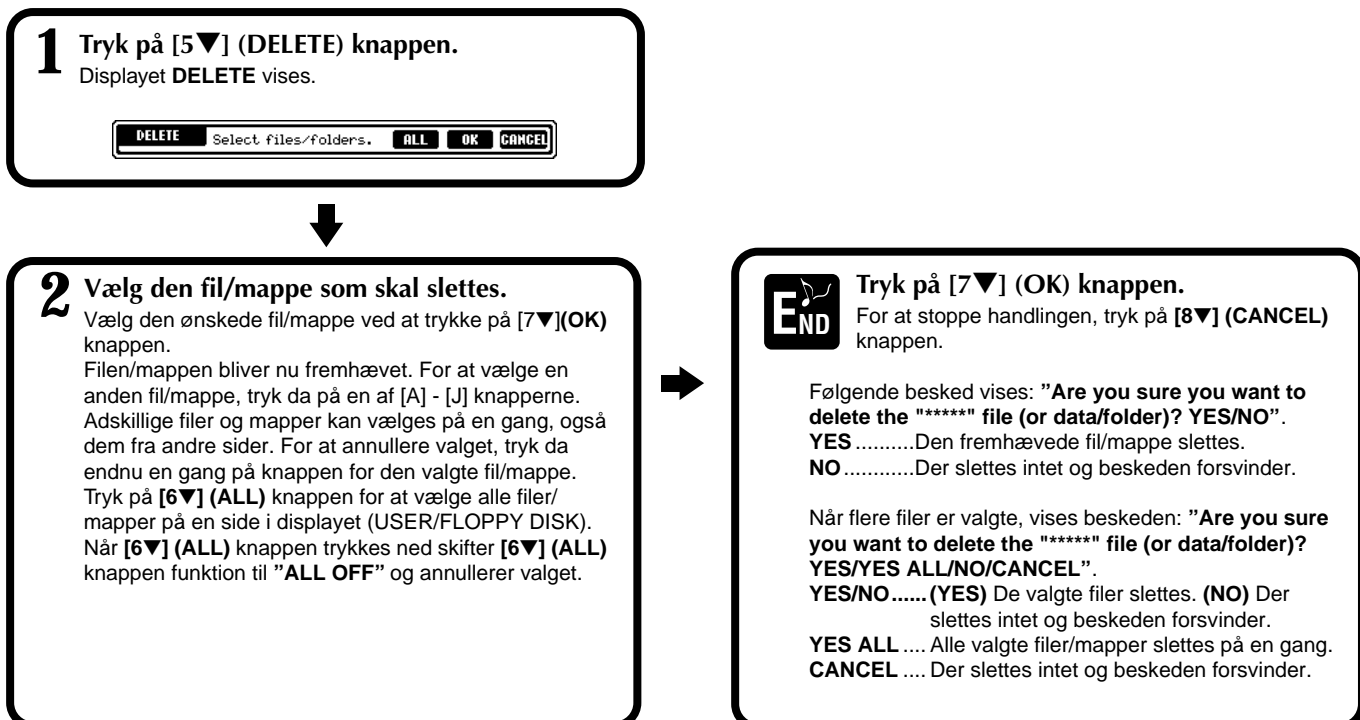 1 Tryk på [5▼] (DELETE) knappen.
Displayet DELETE vises.
DELETE Select files/folders. ALL OK CANCEL
2 Vælg den fil/mappe som skal slettes.
Vælg den ønskede fil/mappe ved at trykke på [7▼](OK)
knappen.
Filen/mappen bliver nu fremhævet. For at vælge en
anden fil/mappe, tryk da på en af [A] - [J] knapperne.
Adskillige filer og mapper kan vælges på en gang, også
dem fra andre sider. For at annullere valget, tryk da
endnu en gang på knappen for den valgte fil/mappe.
Tryk på [6▼] (ALL) knappen for at vælge alle filer/
mapper på en side i displayet (USER/FLOPPY DISK).
Når [6▼] (ALL) knappen trykkes ned skifter [6▼] (ALL)
knappen funktion til ”ALL OFF” og annullerer valget.
END Tryk på [7▼] (OK) knappen.
For at stoppe handlingen, tryk på [8▼] (CANCEL)
knappen.
Følgende besked vises: ”Are you sure you want to
delete the "*****" file (or data/folder)? YES/NO”.
YES ..........Den fremhævede fil/mappe slettes.
NO ............Der slettes intet og beskeden forsvinder.
Når flere filer er valgte, vises beskeden: ”Are you sure
you want to delete the "*****" file (or data/folder)?
YES/YES ALL/NO/CANCEL”.
YES/NO...... (YES) De valgte filer slettes. (NO) Der
slettes intet og beskeden forsvinder.
YES ALL .... Alle valgte filer/mapper slettes på en gang.
CANCEL .... Der slettes intet og beskeden forsvinder.